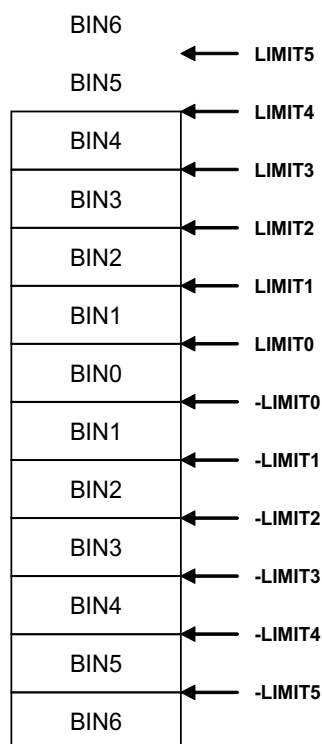 BIN6
LIMIT5
BIN5
LIMIT4
BIN4
LIMIT3
BIN3
LIMIT2
BIN2
LIMIT1
BIN1
LIMIT0
BIN0
-LIMIT0
BIN1
-LIMIT1
BIN2
-LIMIT2
BIN3
-LIMIT3
BIN4
-LIMIT4
BIN5
-LIMIT5
BIN6